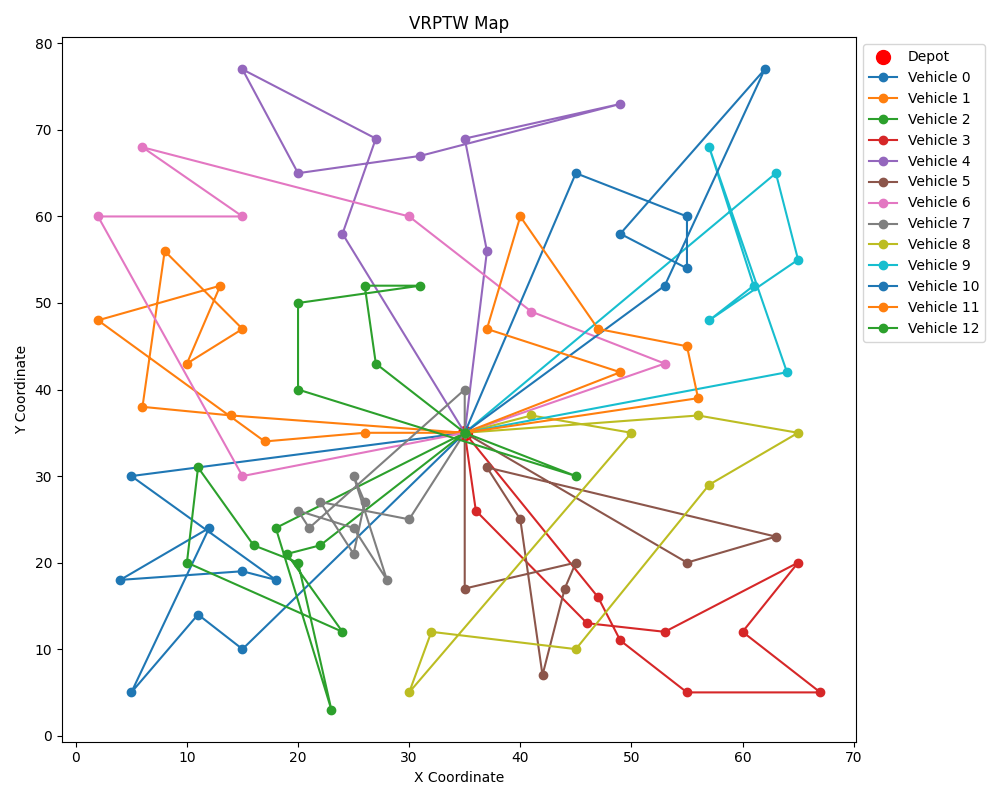 VRPTW Map
80
70
60
50
40
30
20
10
0
Y Coordinate
0 10 20 30 40 50 60 70
X Coordinate
Depot
Vehicle 0
Vehicle 1
Vehicle 2
Vehicle 3
Vehicle 4
Vehicle 5
Vehicle 6
Vehicle 7
Vehicle 8
Vehicle 9
Vehicle 10
Vehicle 11
Vehicle 12